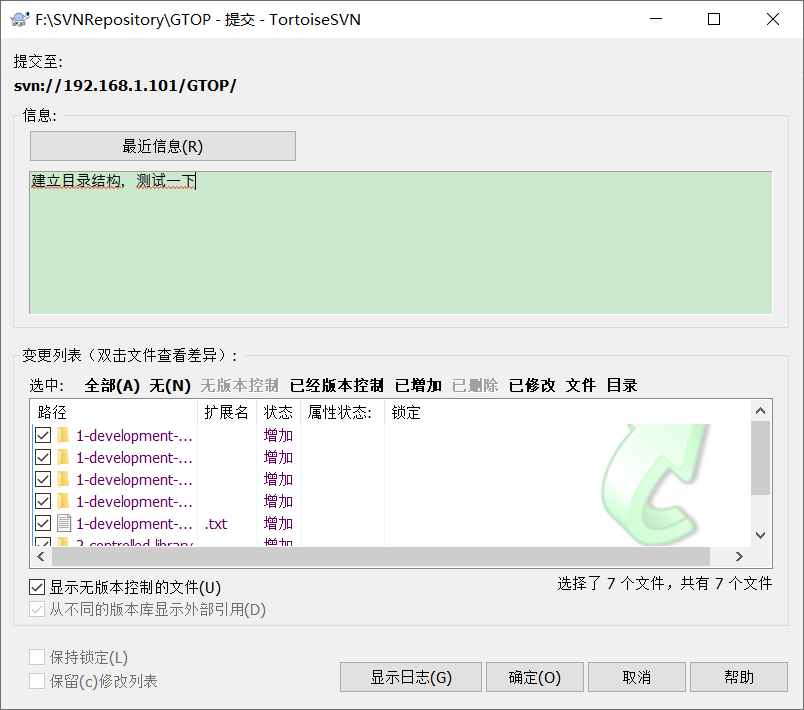 F:\SVNRepository\GTOP - 提交 - TortoiseSVN
提交至:
svn://192.168.1.101/GTOP/
信息:
最近信息(R)
建立目录结构，测试一下
变更列表（双击文件查看差异）:
选中: 全部(A) 无(N) 无版本控制 已经版本控制 已增加 已删除 已修改 文件 目录
路径 扩展名 状态 属性状态: 锁定
1-development-... 增加
1-development-... 增加
1-development-... 增加
1-development-... 增加
1-development-... .txt 增加
2-controlled-library 增加
显示无版本控制的文件(U)
选择了 7 个文件，共有 7 个文件
从不同的版本库显示外部引用(D)
保持锁定(L)
保留(c)修改列表
显示日志(G) 确定(O) 取消 帮助